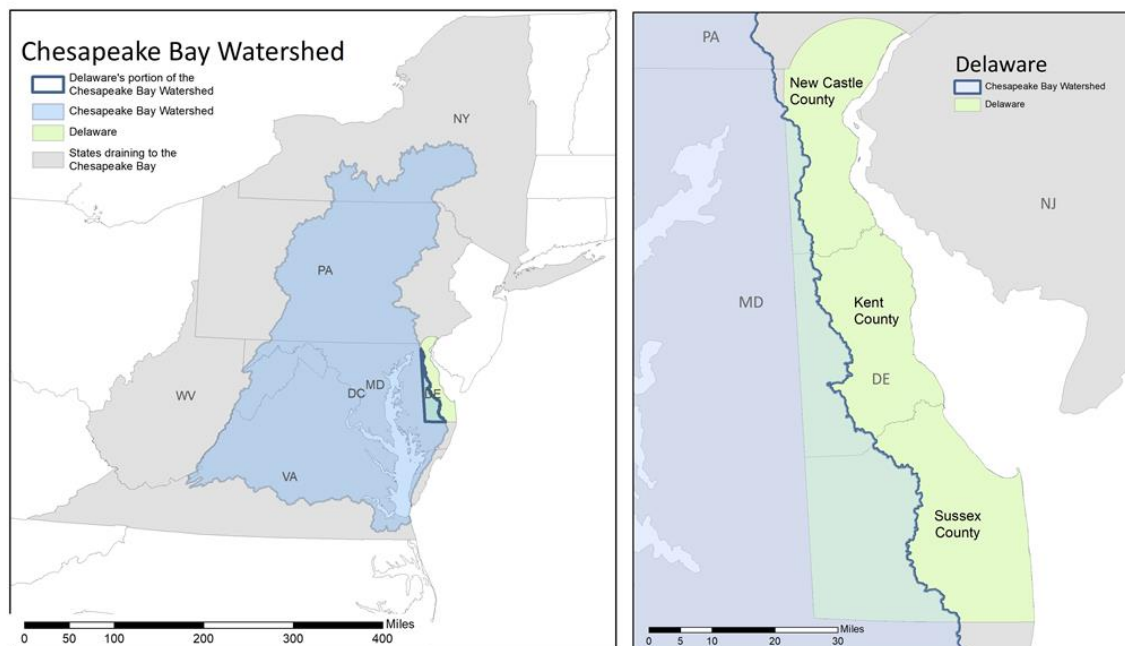 Chesapeake Bay Watershed
Delaware's portion of the
Chesapeake Bay Watershed
Chesapeake Bay Watershed
Delaware
States draining to the
Chesapeake Bay
NY
PA
WV
DC
MD
DE
VA
Miles
0 50 100 200 300 400
Delaware
Chesapeake Bay Watershed
Delaware
PA
New Castle
County
NJ
MD
Kent
County
DE
Sussex
County
Miles
0 5 10 20 30